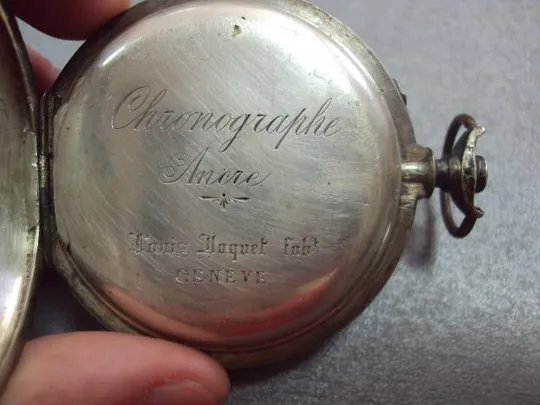 Chronographe
Ancre
Louis Jaquet fabt
GENEVE